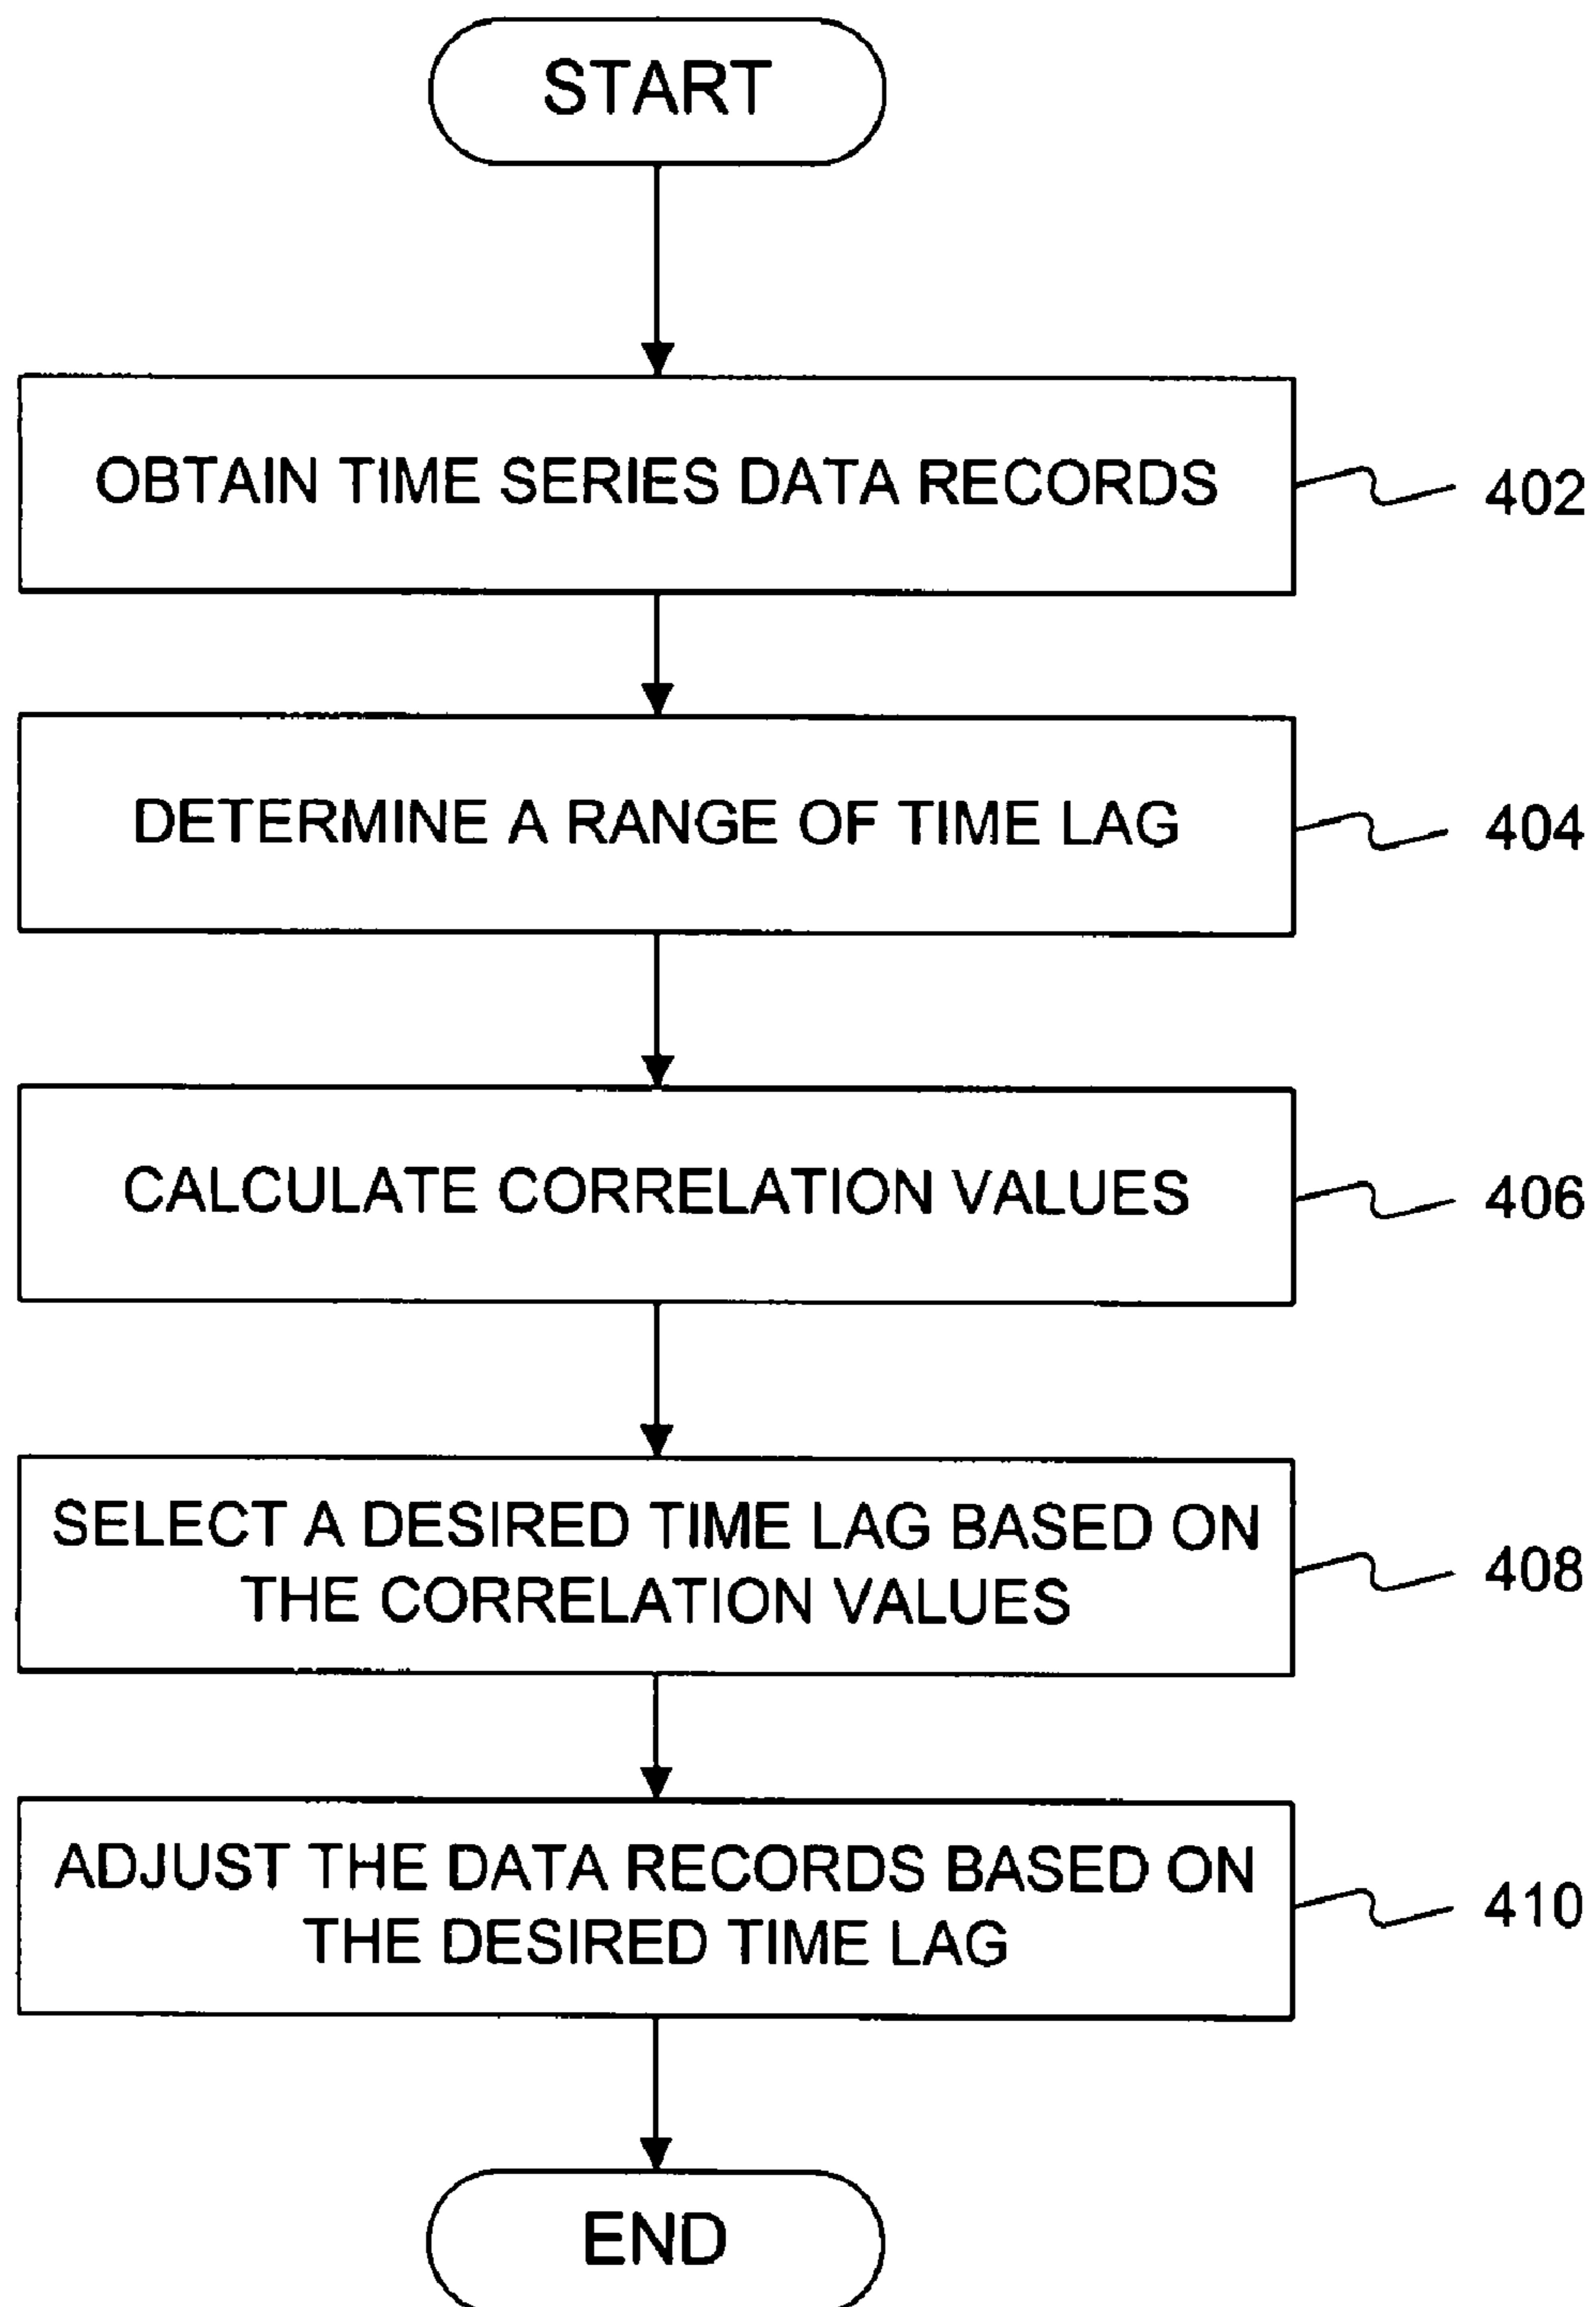 START
OBTAIN TIME SERIES DATA RECORDS
402
DETERMINE A RANGE OF TIME LAG
404
CALCULATE CORRELATION VALUES
406
SELECT A DESIRED TIME LAG BASED ON
THE CORRELATION VALUES
408
ADJUST THE DATA RECORDS BASED ON
THE DESIRED TIME LAG
410
END